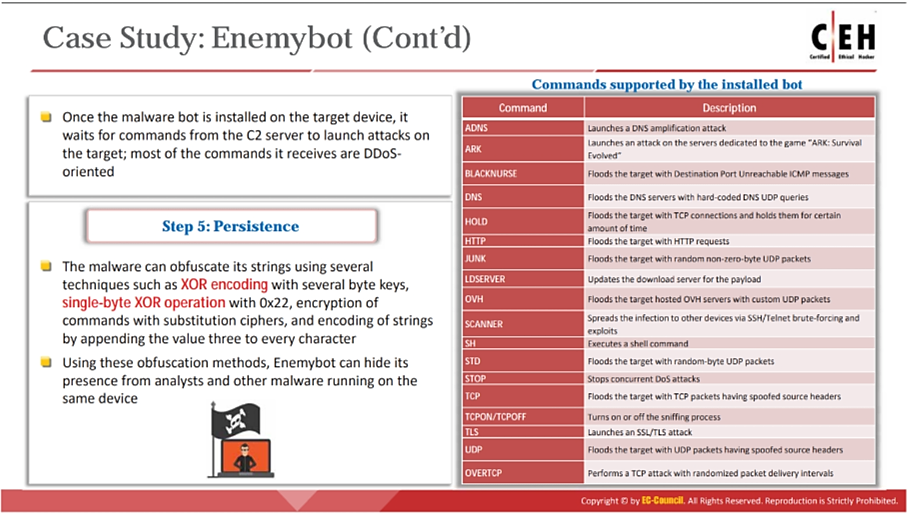 Case Study: Enemybot (Cont'd)
C|EH
Certified Ethical Hacker
Once the malware bot is installed on the target device, it
waits for commands from the C2 server to launch attacks on
the target; most of the commands it receives are DDoS-
oriented
Step 5: Persistence
The malware can obfuscate its strings using several
techniques such as XOR encoding with several byte keys,
single-byte XOR operation with 0x22, encryption of
commands with substitution ciphers, and encoding of strings
by appending the value three to every character
Using these obfuscation methods, Enemybot can hide its
presence from analysts and other malware running on the
same device
Commands supported by the installed bot
Command Description
ADNS Launches a DNS amplification attack
ARK Launches an attack on the servers dedicated to the game "ARK: Survival
Evolved"
BLACKNURSE Floods the target with Destination Port Unreachable ICMP messages
DNS Floods the DNS servers with hard-coded DNS UDP queries
HOLD Floods the target with TCP connections and holds them for certain
amount of time
HTTP Floods the target with HTTP requests
JUNK Floods the target with random non-zero-byte UDP packets
LDSERVER Updates the download server for the payload
OVH Floods the target hosted OVH servers with custom UDP packets
SCANNER Spreads the infection to other devices via SSH/Telnet brute-forcing and
exploits
SH Executes a shell command
STD Floods the target with random-byte UDP packets
STOP Stops concurrent DoS attacks
TCP Floods the target with TCP packets having spoofed source headers
TCPON/TCPOFF Turns on or off the sniffing process
TLS Launches an SSL/TLS attack
UDP Floods the target with UDP packets having spoofed source headers
OVERTCP Performs a TCP attack with randomized packet delivery intervals
Copyright © by EC-Council. All Rights Reserved. Reproduction is Strictly Prohibited.